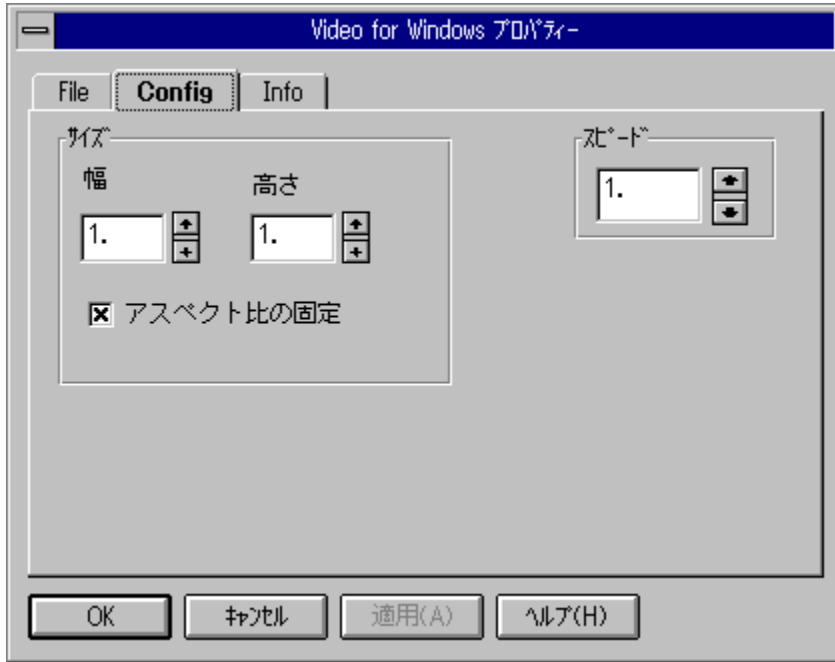 Video for Windows プロパティー
File Config Info
サイズ スピード
幅 高さ
1. 1. 1.
アスペクト比の固定
OK キャンセル 適用(A) ヘルプ(H)